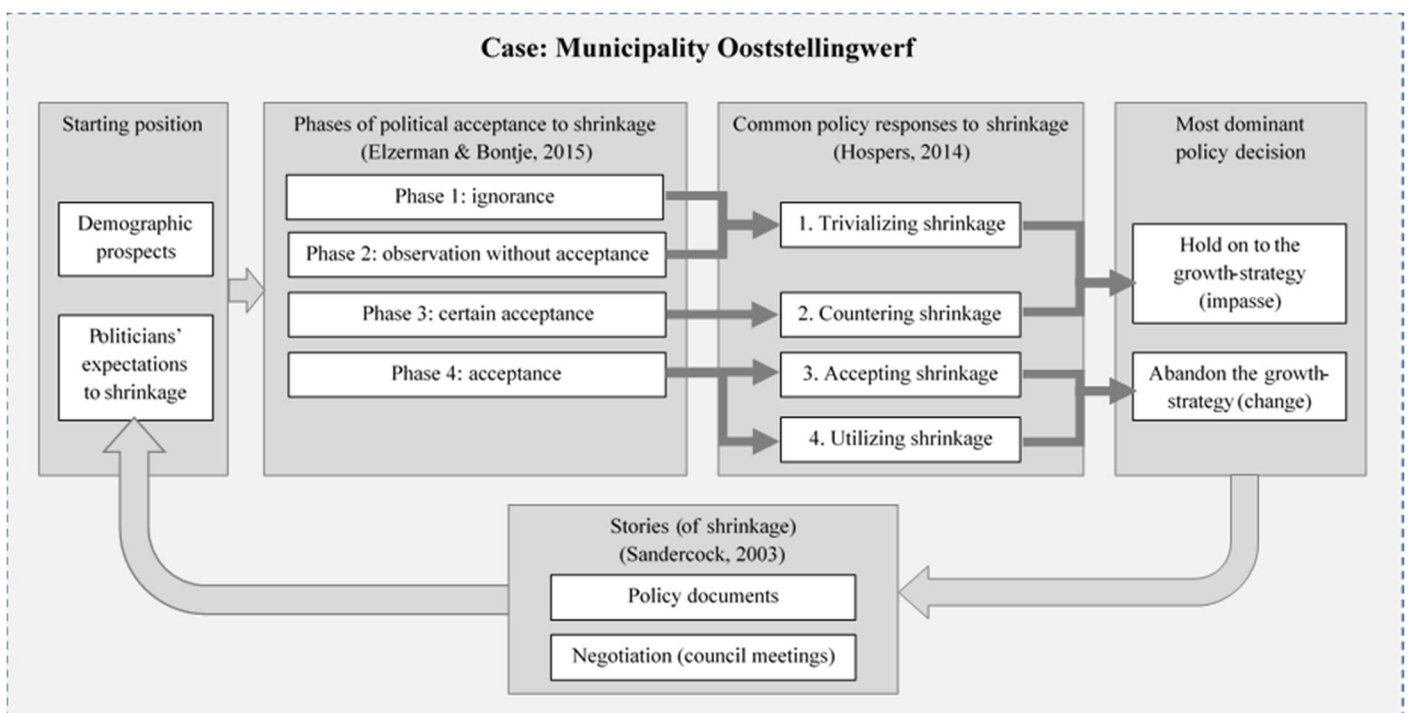 Case: Municipality Ooststellingwerf
Starting position
Demographic
prospects
Politicians'
expectations
to shrinkage
Phases of political acceptance to shrinkage
(Elzerman & Bontje, 2015)
Phase 1: ignorance
Phase 2: observation without acceptance
Phase 3: certain acceptance
Phase 4: acceptance
Common policy responses to shrinkage
(Hospers, 2014)
1. Trivializing shrinkage
2. Countering shrinkage
3. Accepting shrinkage
4. Utilizing shrinkage
Most dominant
policy decision
Hold on to the
growth-strategy
(impasse)
Abandon the growth-
strategy (change)
Stories (of shrinkage)
(Sandercock, 2003)
Policy documents
Negotiation (council meetings)